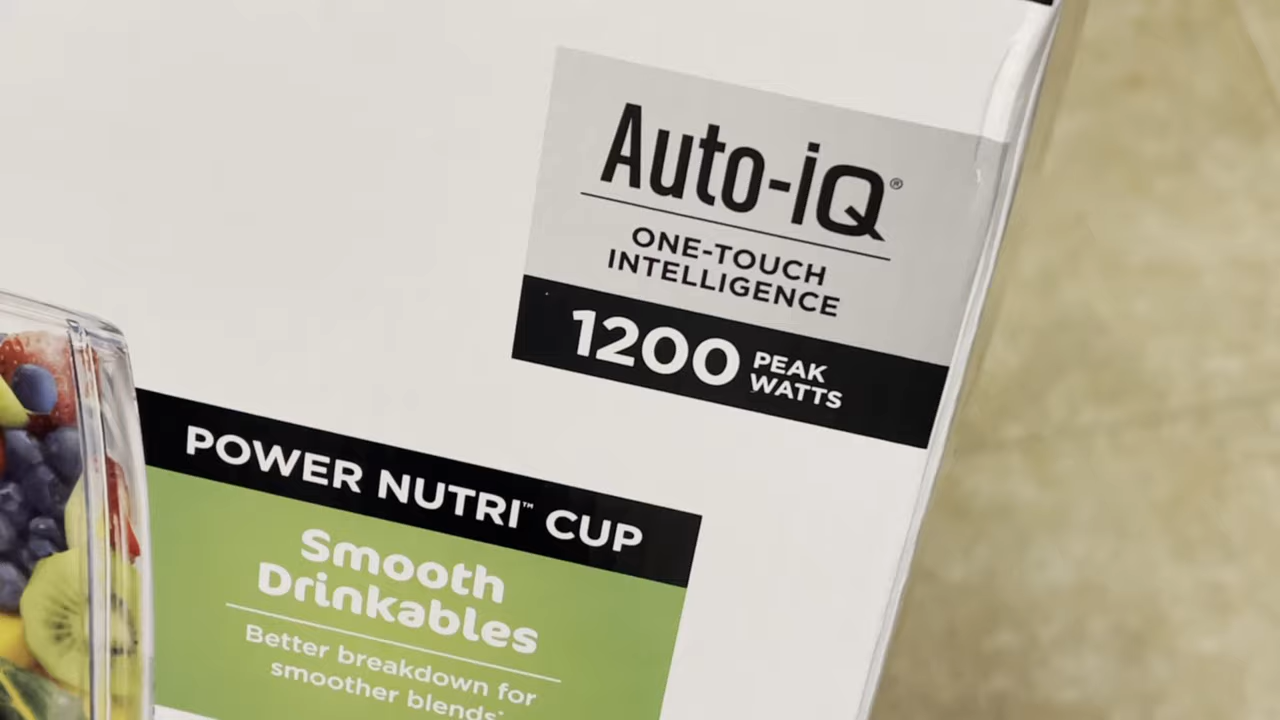 Auto-iQ®
ONE-TOUCH
INTELLIGENCE
1200 PEAK
WATTS
POWER NUTRI™ CUP
Smooth
Drinkables
Better breakdown for
smoother blends*